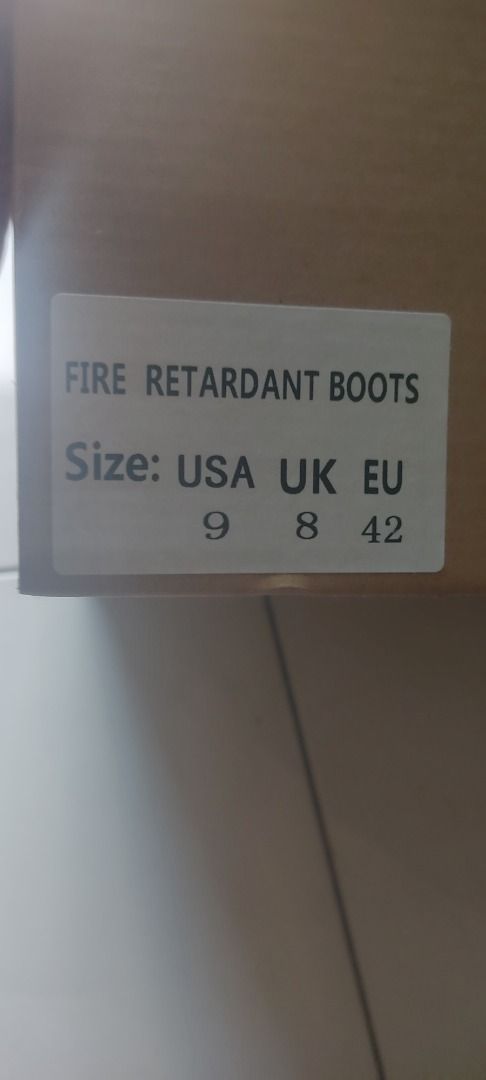 FIRE RETARDANT BOOTS
Size: USA UK EU
9 8 42